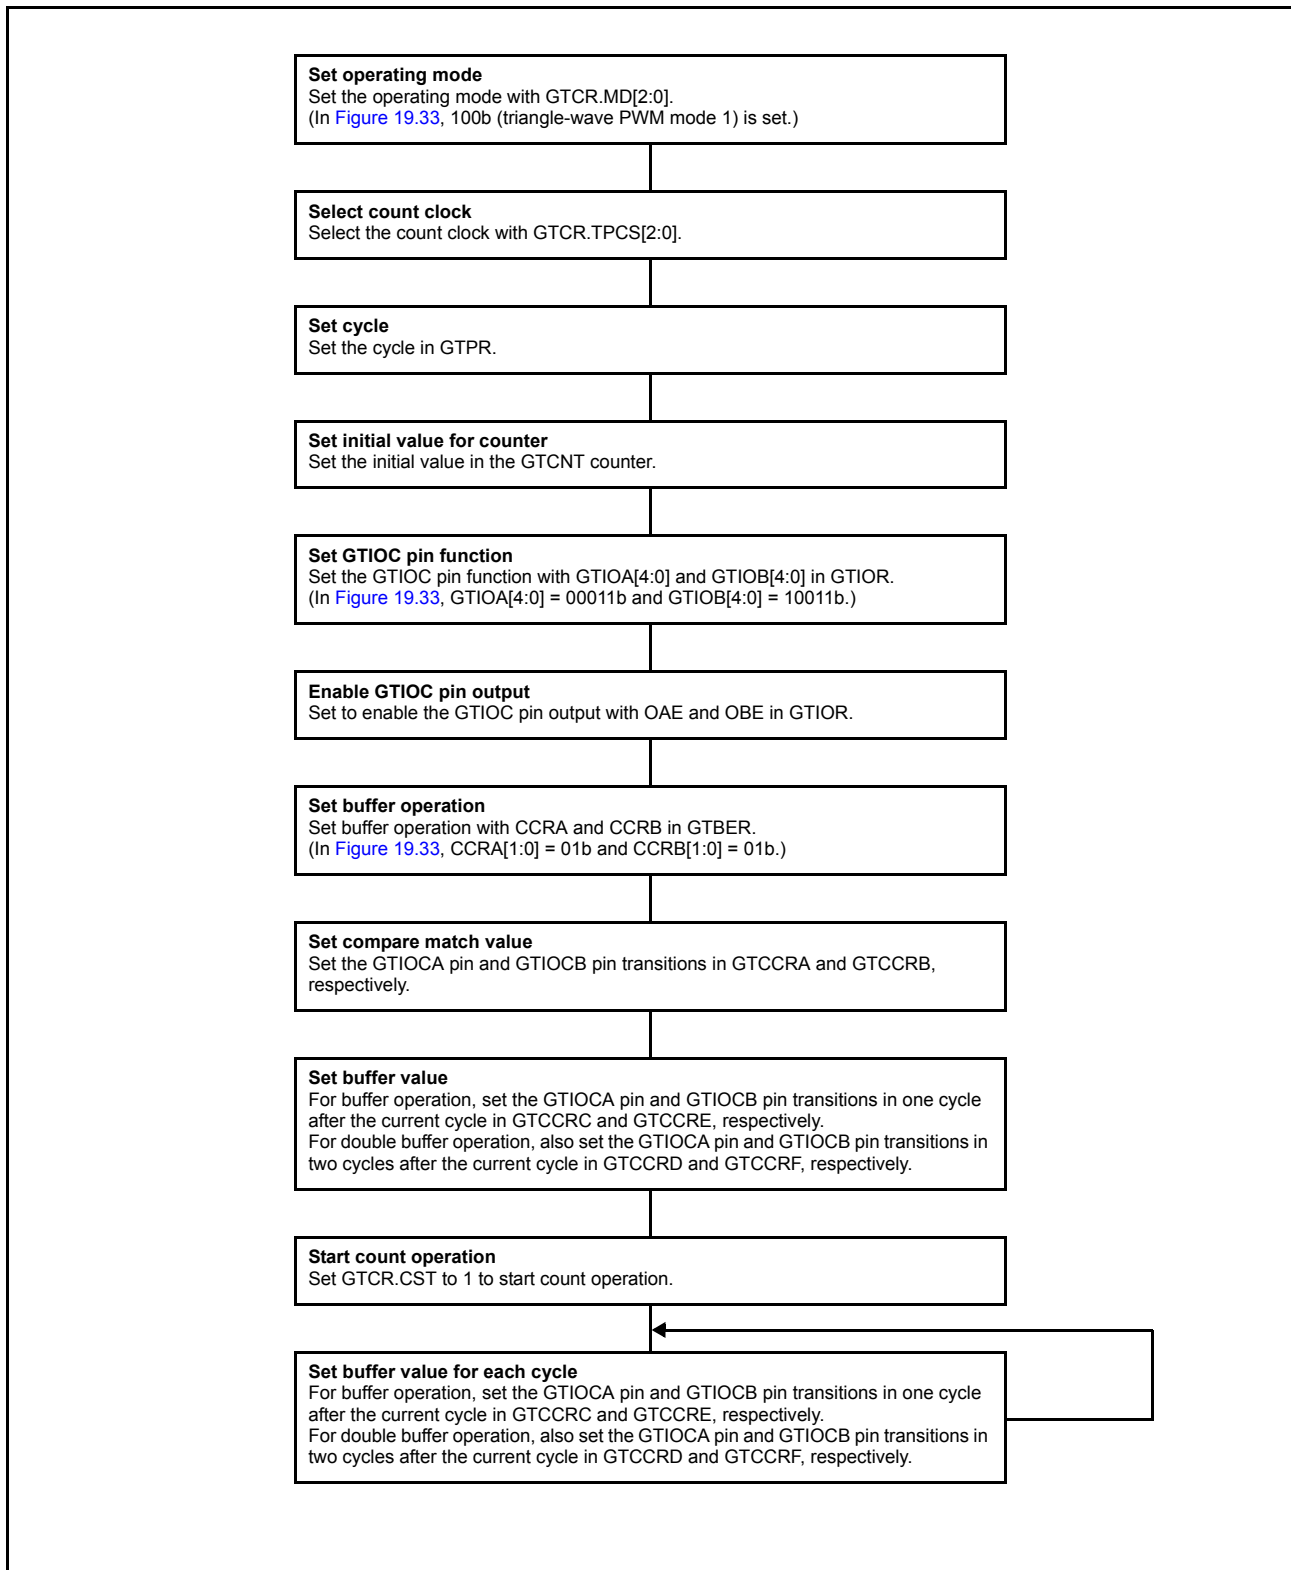 Set operating mode
Set the operating mode with GTCR.MD[2:0].
(In Figure 19.33, 100b (triangle-wave PWM mode 1) is set.)
Select count clock
Select the count clock with GTCR.TPCS[2:0].
Set cycle
Set the cycle in GTPR.
Set initial value for counter
Set the initial value in the GTCNT counter.
Set GTIOC pin function
Set the GTIOC pin function with GTIOA[4:0] and GTIOB[4:0] in GTIOR.
(In Figure 19.33, GTIOA[4:0] = 00011b and GTIOB[4:0] = 10011b.)
Enable GTIOC pin output
Set to enable the GTIOC pin output with OAE and OBE in GTIOR.
Set buffer operation
Set buffer operation with CCRA and CCRB in GTBER.
(In Figure 19.33, CCRA[1:0] = 01b and CCRB[1:0] = 01b.)
Set compare match value
Set the GTIOCA pin and GTIOCB pin transitions in GTCCRA and GTCCRB,
respectively.
Set buffer value
For buffer operation, set the GTIOCA pin and GTIOCB pin transitions in one cycle
after the current cycle in GTCCRC and GTCCRE, respectively.
For double buffer operation, also set the GTIOCA pin and GTIOCB pin transitions in
two cycles after the current cycle in GTCCRD and GTCCRF, respectively.
Start count operation
Set GTCR.CST to 1 to start count operation.
Set buffer value for each cycle
For buffer operation, set the GTIOCA pin and GTIOCB pin transitions in one cycle
after the current cycle in GTCCRC and GTCCRE, respectively.
For double buffer operation, also set the GTIOCA pin and GTIOCB pin transitions in
two cycles after the current cycle in GTCCRD and GTCCRF, respectively.